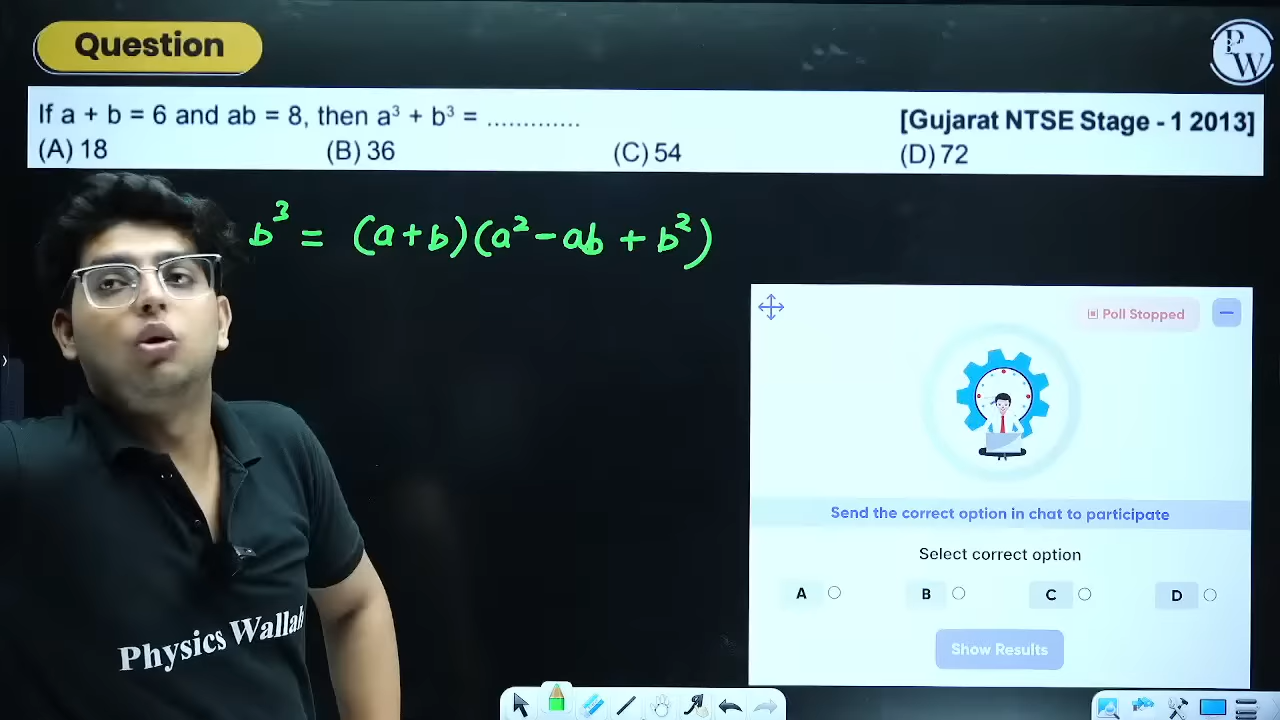 Question
PW
If a + b = 6 and ab = 8, then a³ + b³ = .............
[Gujarat NTSE Stage - 1 2013]
(A) 18 (B) 36 (C) 54 (D) 72
b³ = (a+b)(a²-ab+b²)
Poll Stopped
Send the correct option in chat to participate
Select correct option
A B C D
Show Results
Physics Wallah